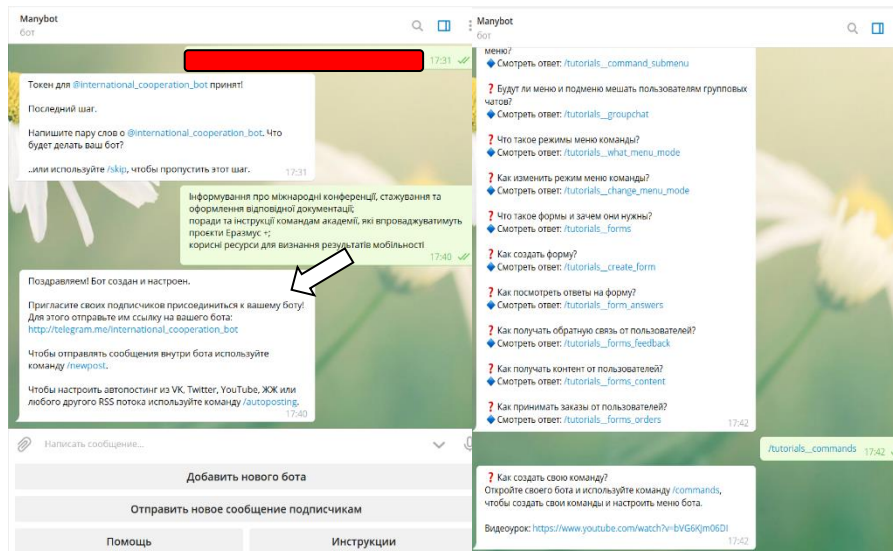 Manybot
бот
17:31
Токен для @international_cooperation_bot принят!
Последний шаг.
Напишите пару слов о @international_cooperation_bot. Что
будет делать ваш бот?
..или используйте /skip, чтобы пропустить этот шаг.
17:31
Інформування про міжнародні конференції, стажування та
оформлення відповідної документації;
поради та інструкції командам академії, які впроваджуватимуть
проєкти Еразмус +;
корисні ресурси для визнання результатів мобільності
17:40
Поздравляем! Бот создан и настроен.
Пригласите своих подписчиков присоединиться к вашему боту!
Для этого отправьте им ссылку на вашего бота:
http://telegram.me/international_cooperation_bot
Чтобы отправлять сообщения внутри бота используйте
команду /newpost.
Чтобы настроить автопостинг из VK, Twitter, YouTube, ЖЖ или
любого другого RSS потока используйте команду /autoposting.
17:40
Написать сообщение...
Добавить нового бота
Отправить новое сообщение подписчикам
Помощь
Инструкции
Manybot
бот
меню?
Смотреть ответ: /tutorials__command_submenu
❓ Будут ли меню и подменю мешать пользователям групповых
чатов?
Смотреть ответ: /tutorials__groupchat
❓ Что такое режимы меню команды?
Смотреть ответ: /tutorials__what_menu_mode
❓ Как изменить режим меню команды?
Смотреть ответ: /tutorials__change_menu_mode
❓ Что такое формы и зачем они нужны?
Смотреть ответ: /tutorials__forms
❓ Как создать форму?
Смотреть ответ: /tutorials__create_form
❓ Как посмотреть ответы на форму?
Смотреть ответ: /tutorials__form_answers
❓ Как получать обратную связь от пользователей?
Смотреть ответ: /tutorials__forms_feedback
❓ Как получать контент от пользователей?
Смотреть ответ: /tutorials__forms_content
❓ Как принимать заказы от пользователей?
Смотреть ответ: /tutorials__forms_orders
17:42
/tutorials__commands 17:42
❓ Как создать свою команду?
Откройте своего бота и используйте команду /commands,
чтобы создать свои команды и настроить меню бота.
Видеоурок: https://www.youtube.com/watch?v=bVG6KJm06DI
17:42